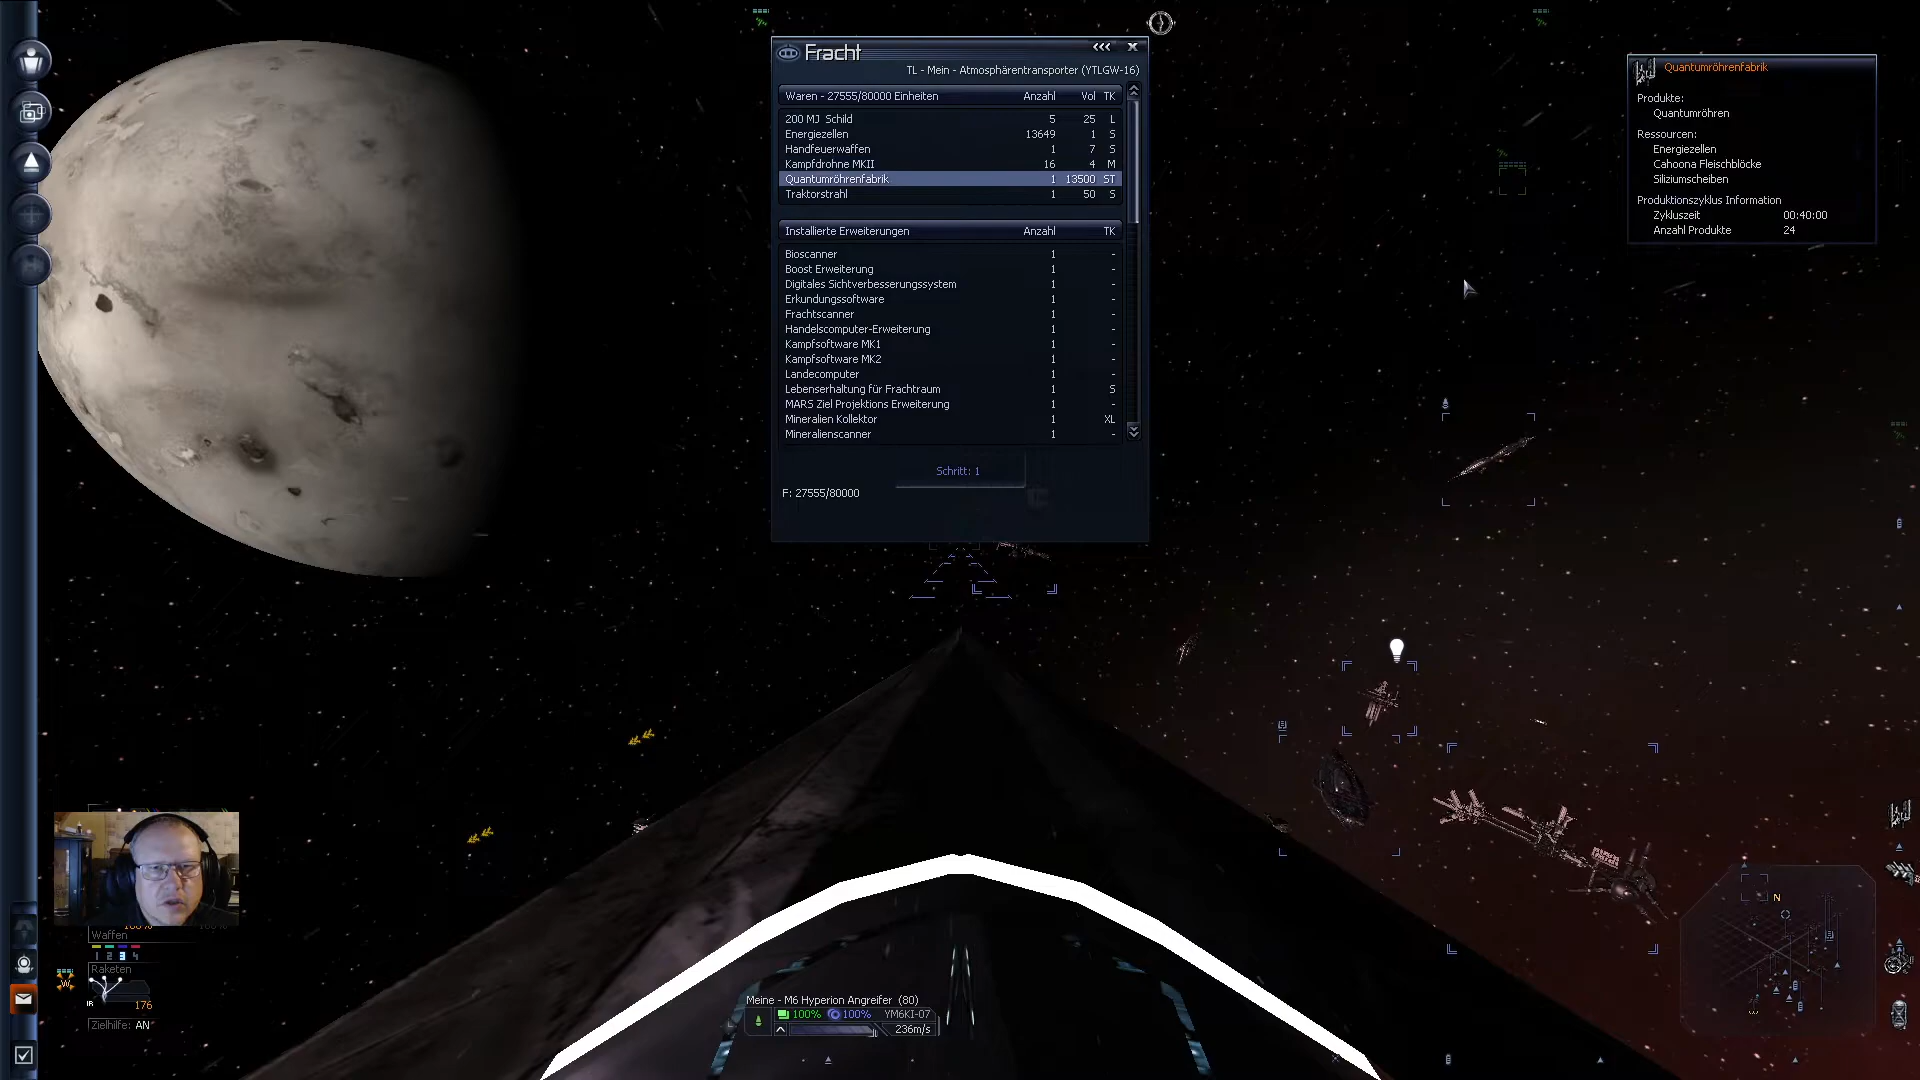 Fracht
TL - Mein - Atmosphärentransporter (YTLGW-16)
Waren - 27555/80000 Einheiten Anzahl Vol TK
200 MJ Schild 5 25 L
Energiezellen 13649 1 S
Handfeuerwaffen 1 7 S
Kampfdrohne MKII 16 4 M
Quantumröhrenfabrik 1 13500 ST
Traktorstrahl 1 50 S
Installierte Erweiterungen Anzahl TK
Bioscanner 1 -
Boost Erweiterung 1 -
Digitales Sichtverbesserungssystem 1 -
Erkundungssoftware 1 -
Frachtscanner 1 -
Handelscomputer-Erweiterung 1 -
Kampfsoftware MK1 1 -
Kampfsoftware MK2 1 -
Landecomputer 1 -
Lebenserhaltung für Frachtraum 1 S
MARS Ziel Projektions Erweiterung 1 -
Mineralien Kollektor 1 XL
Mineralienscanner 1 -
Schritt: 1
F: 27555/80000
Quantumröhrenfabrik
Produkte:
Quantumröhren
Ressourcen:
Energiezellen
Cahoona Fleischblöcke
Siliziumscheiben
Produktionszyklus Information
Zykluszeit 00:40:00
Anzahl Produkte 24
N
Waffen
1 2 3 4
Raketen
IR 176
Zielhilfe: AN
Meine - M6 Hyperion Angreifer (80)
100% 100% YM6KI-07
236m/s